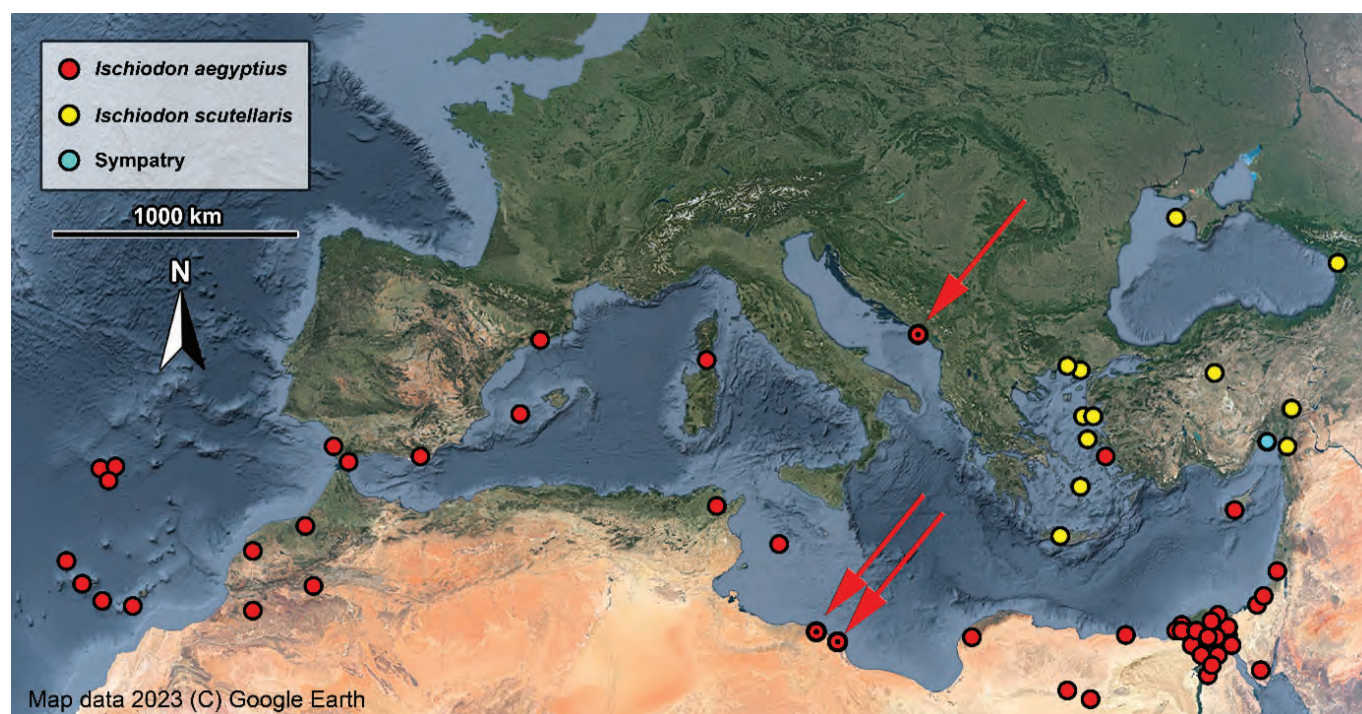 Ischiodon aegyptius
Ischiodon scutellaris
Sympatry
1000 km
N
Map data 2023 (C) Google Earth